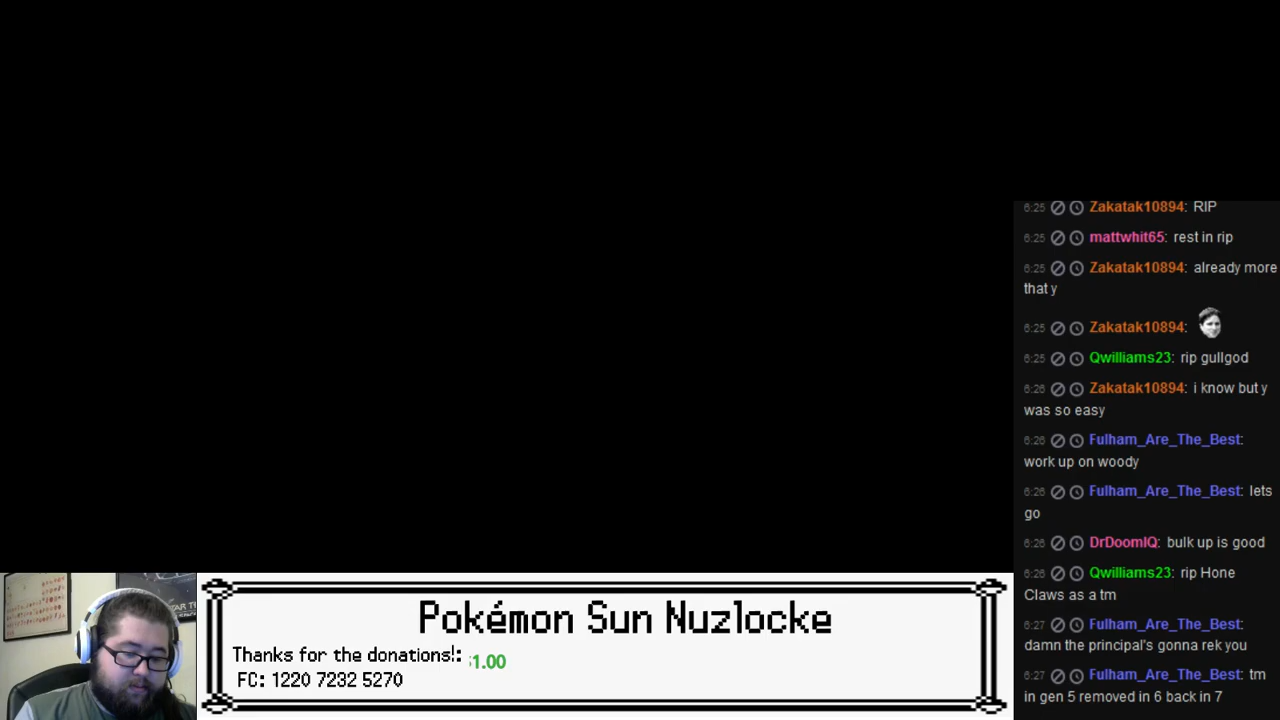 6:25 Zakatak10894: RIP
6:25 mattwhit65: rest in rip
6:25 Zakatak10894: already more
that y
6:25 Zakatak10894:
6:25 Qwilliams23: rip gullgod
6:26 Zakatak10894: i know but y
was so easy
6:26 Fulham_Are_The_Best:
work up on woody
6:26 Fulham_Are_The_Best: lets
go
6:26 DrDoomIQ: bulk up is good
6:26 Qwilliams23: rip Hone
Claws as a tm
6:27 Fulham_Are_The_Best:
damn the principal's gonna rek you
6:27 Fulham_Are_The_Best: tm
in gen 5 removed in 6 back in 7
Pokémon Sun Nuzlocke
Thanks for the donations!: 1.00
FC: 1220 7232 5270